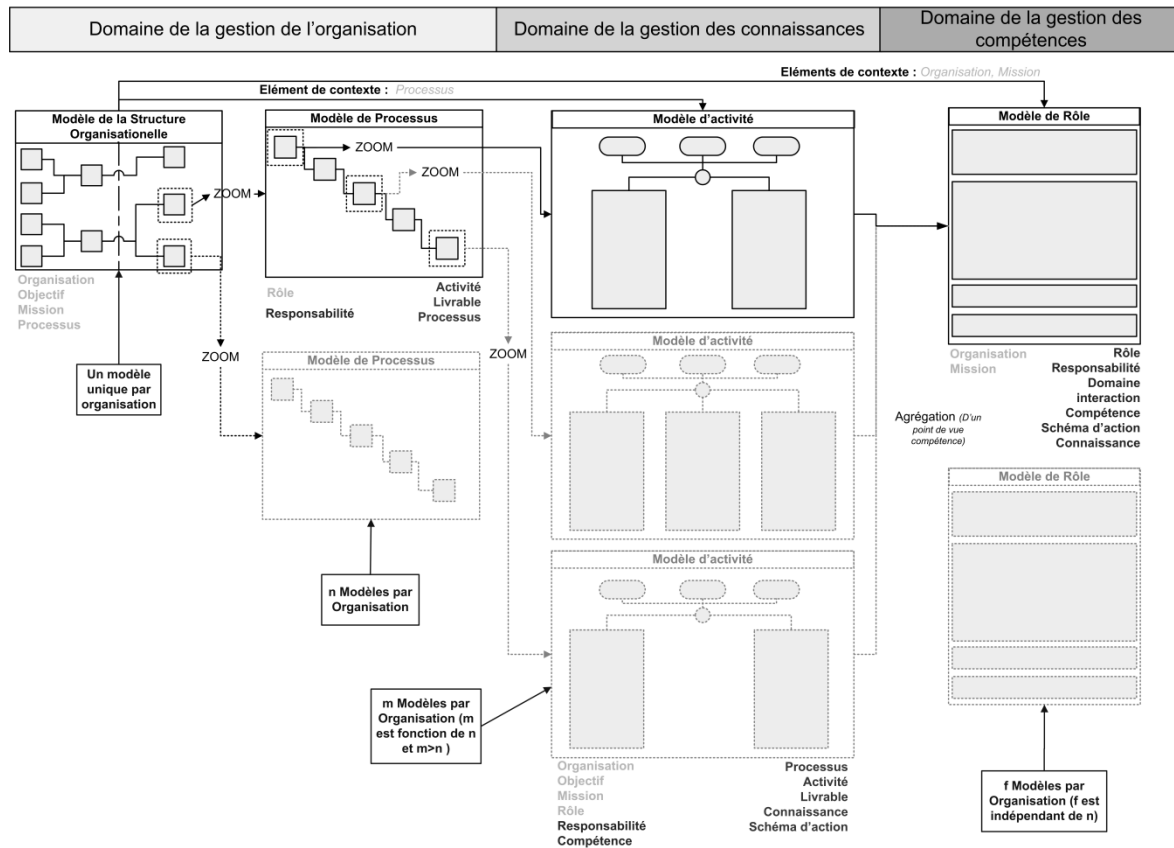 Domaine de la gestion de l'organisation
Domaine de la gestion des connaissances
Domaine de la gestion des
compétences
Eléments de contexte : Organisation, Mission
Elément de contexte : Processus
Modèle de la Structure
Organisationelle
ZOOM
Organisation
Objectif
Mission
Processus
ZOOM
Un modèle
unique par
organisation
Modèle de Processus
ZOOM
ZOOM
Rôle
Responsabilité
Activité
Livrable
Processus
ZOOM
Modèle de Processus
n Modèles par
Organisation
Modèle d'activité
Modèle d'activité
Modèle d'activité
m Modèles par
Organisation (m
est fonction de n
et m>n )
Organisation
Objectif
Mission
Rôle
Responsabilité
Compétence
Processus
Activité
Livrable
Connaissance
Schéma d'action
Modèle de Rôle
Organisation
Mission
Rôle
Responsabilité
Domaine
interaction
Compétence
Schéma d'action
Connaissance
Agrégation (D'un
point de vue
compétence)
Modèle de Rôle
f Modèles par
Organisation (f est
indépendant de n)